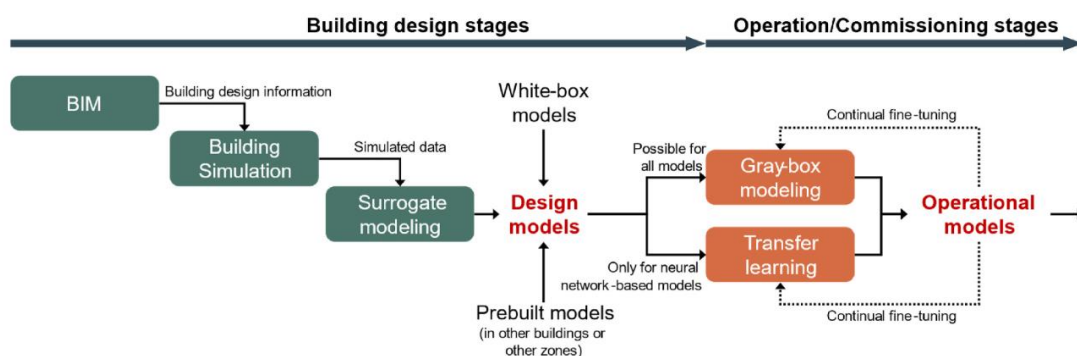 Building design stages
Operation/Commissioning stages
BIM
Building design information
Building
Simulation
Simulated data
Surrogate
modeling
White-box
models
Design
models
Prebuilt models
(in other buildings or
other zones)
Possible for
all models
Only for neural
network-based models
Continual fine-tuning
Gray-box
modeling
Transfer
learning
Continual fine-tuning
Operational
models